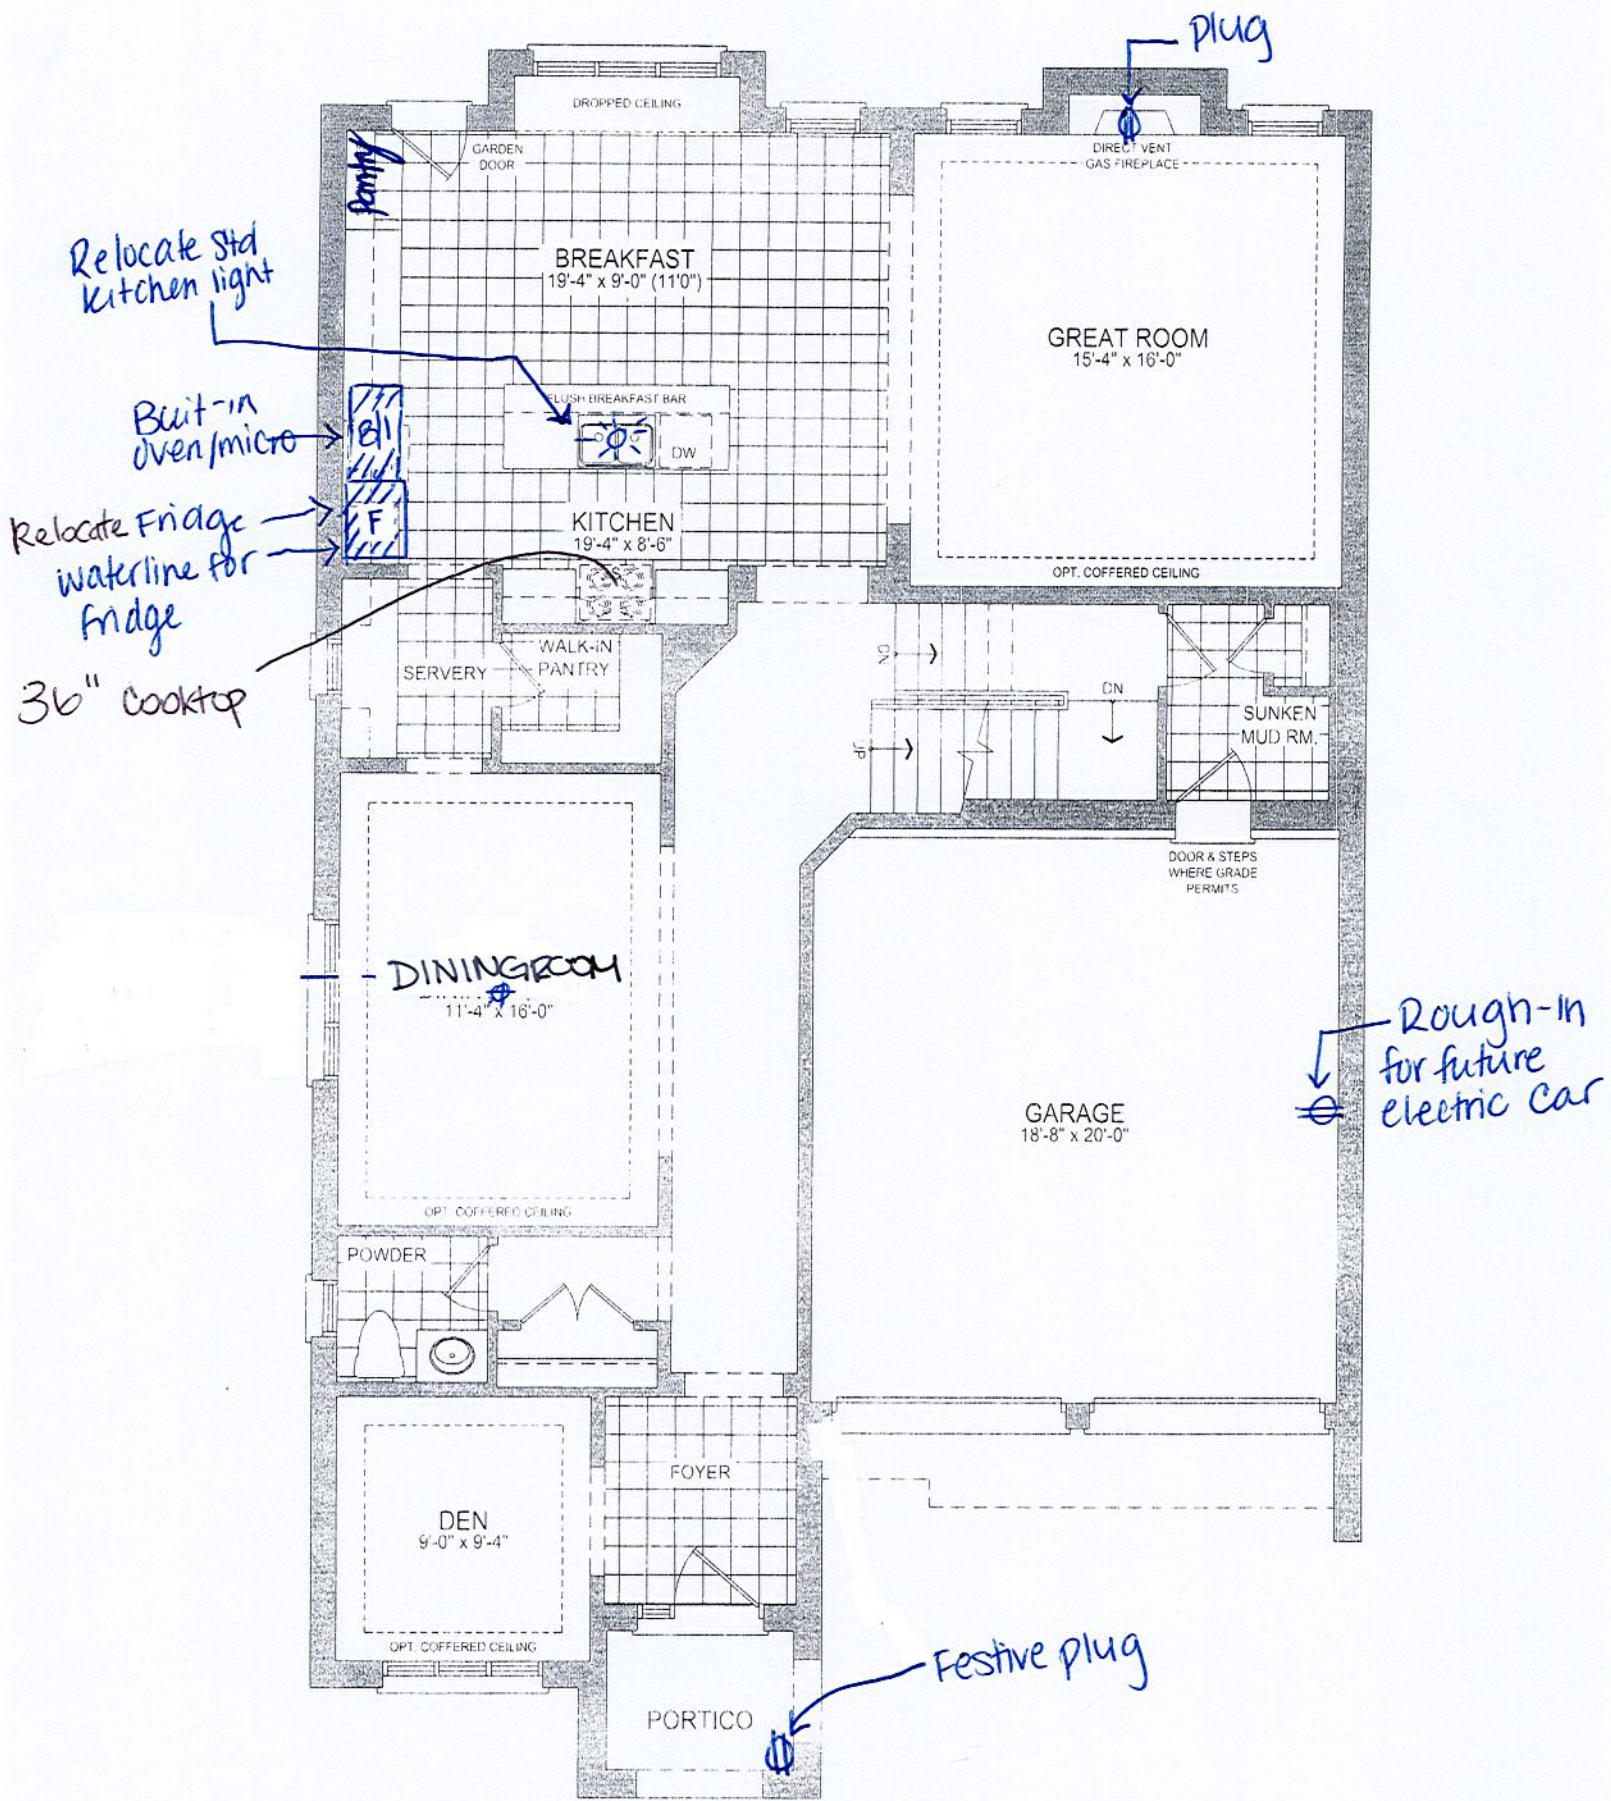 plug
DROPPED CEILING
GARDEN
DOOR
pantry
DIRECT VENT
GAS FIREPLACE
Relocate Std
kitchen light
BREAKFAST
19'-4" x 9'-0" (11'0")
GREAT ROOM
15'-4" x 16'-0"
Buit-in
oven/micro
B/I
FLUSH BREAKFAST BAR
DW
Relocate Fridge
F
waterline for
fridge
KITCHEN
19'-4" x 8'-6"
OPT. COFFERED CEILING
36" cooktop
SERVERY
WALK-IN
PANTRY
DN
DN
UP
SUNKEN
MUD RM.
DOOR & STEPS
WHERE GRADE
PERMITS
DININGROOM
11'-4" x 16'-0"
Rough-in
for future
electric car
GARAGE
18'-8" x 20'-0"
OPT. COFFERED CEILING
POWDER
FOYER
DEN
9'-0" x 9'-4"
OPT. COFFERED CEILING
Festive plug
PORTICO